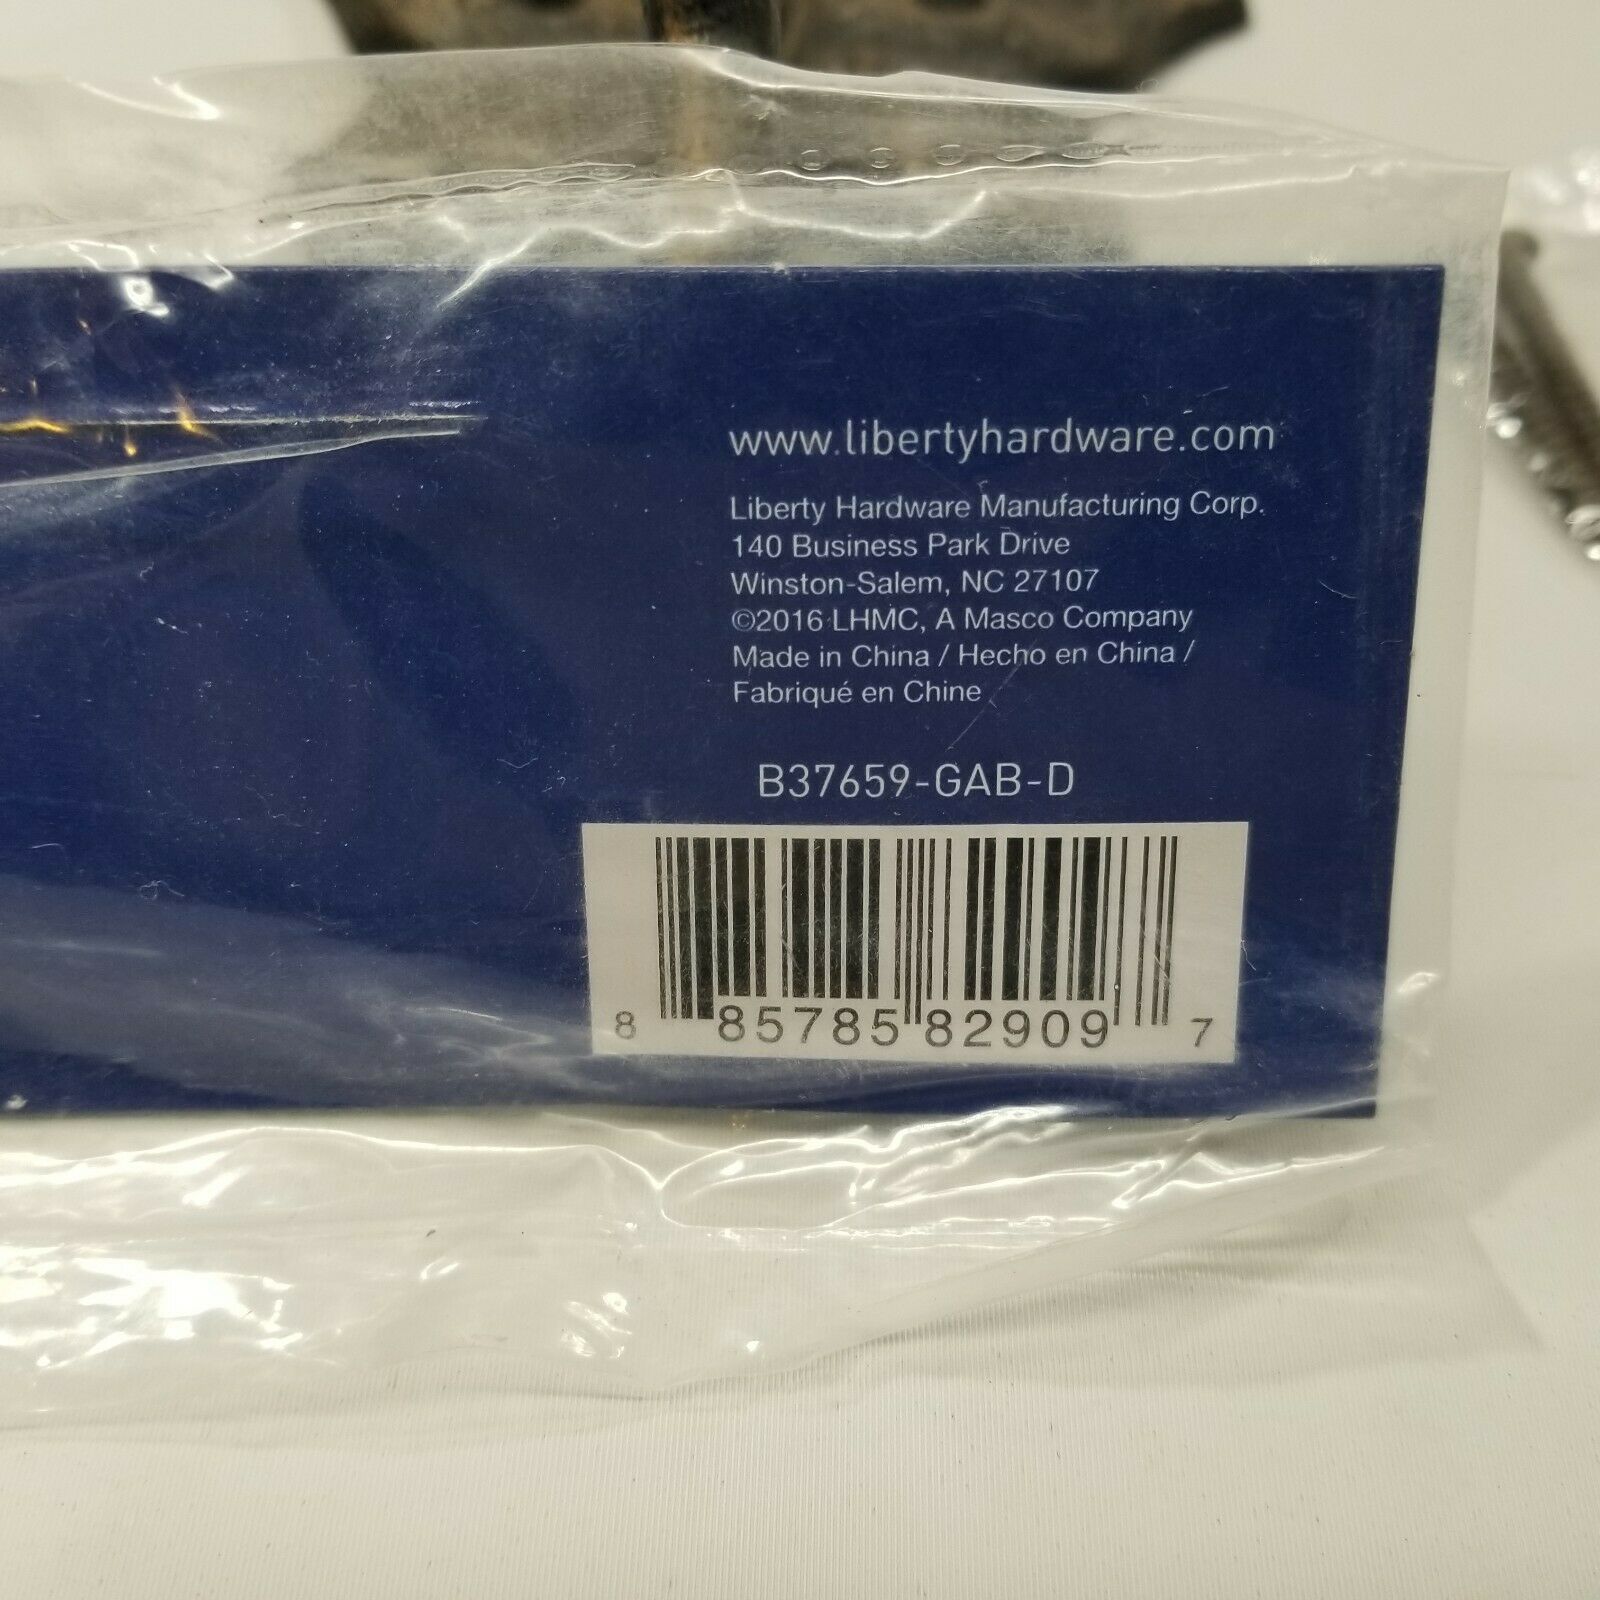 www.libertyhardware.com
Liberty Hardware Manufacturing Corp.
140 Business Park Drive
Winston-Salem, NC 27107
©2016 LHMC, A Masco Company
Made in China / Hecho en China /
Fabriqué en Chine
B37659-GAB-D
8 85785 82909 7